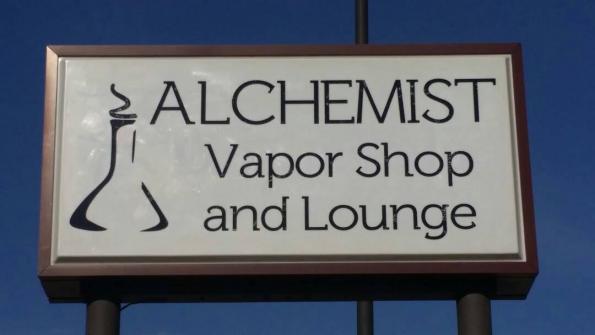 ALCHEMIST
Vapor Shop
and Lounge